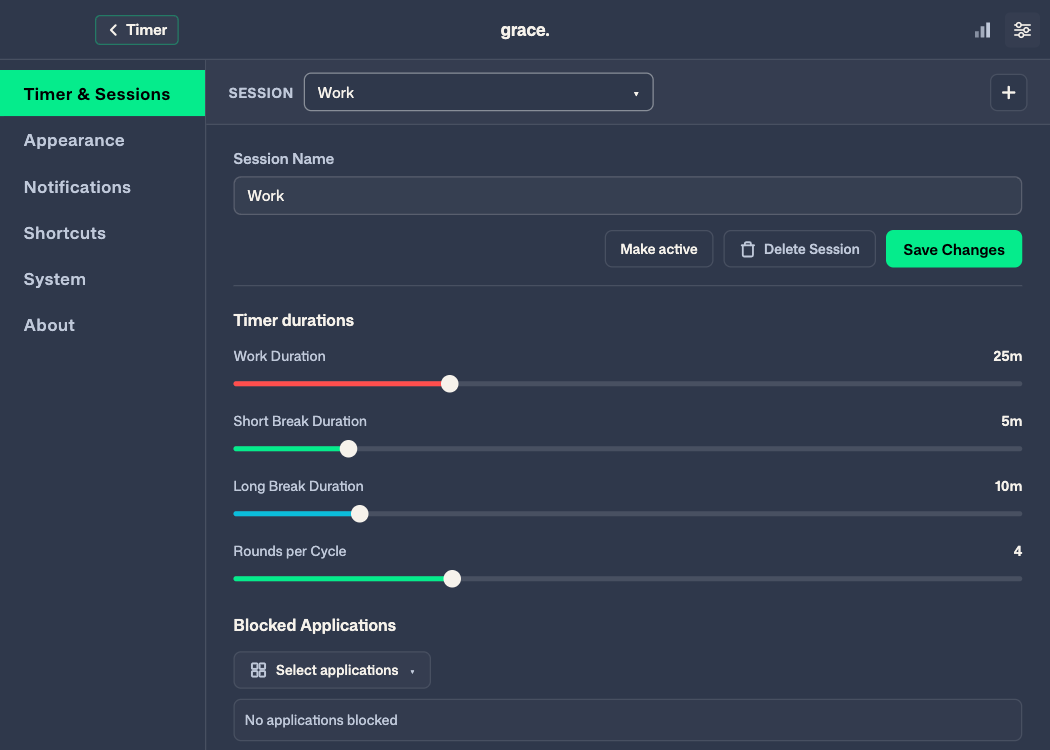 Timer
grace.
Timer & Sessions
Appearance
Notifications
Shortcuts
System
About
SESSION Work
Session Name
Work
Make active Delete Session Save Changes
Timer durations
Work Duration 25m
Short Break Duration 5m
Long Break Duration 10m
Rounds per Cycle 4
Blocked Applications
Select applications
No applications blocked